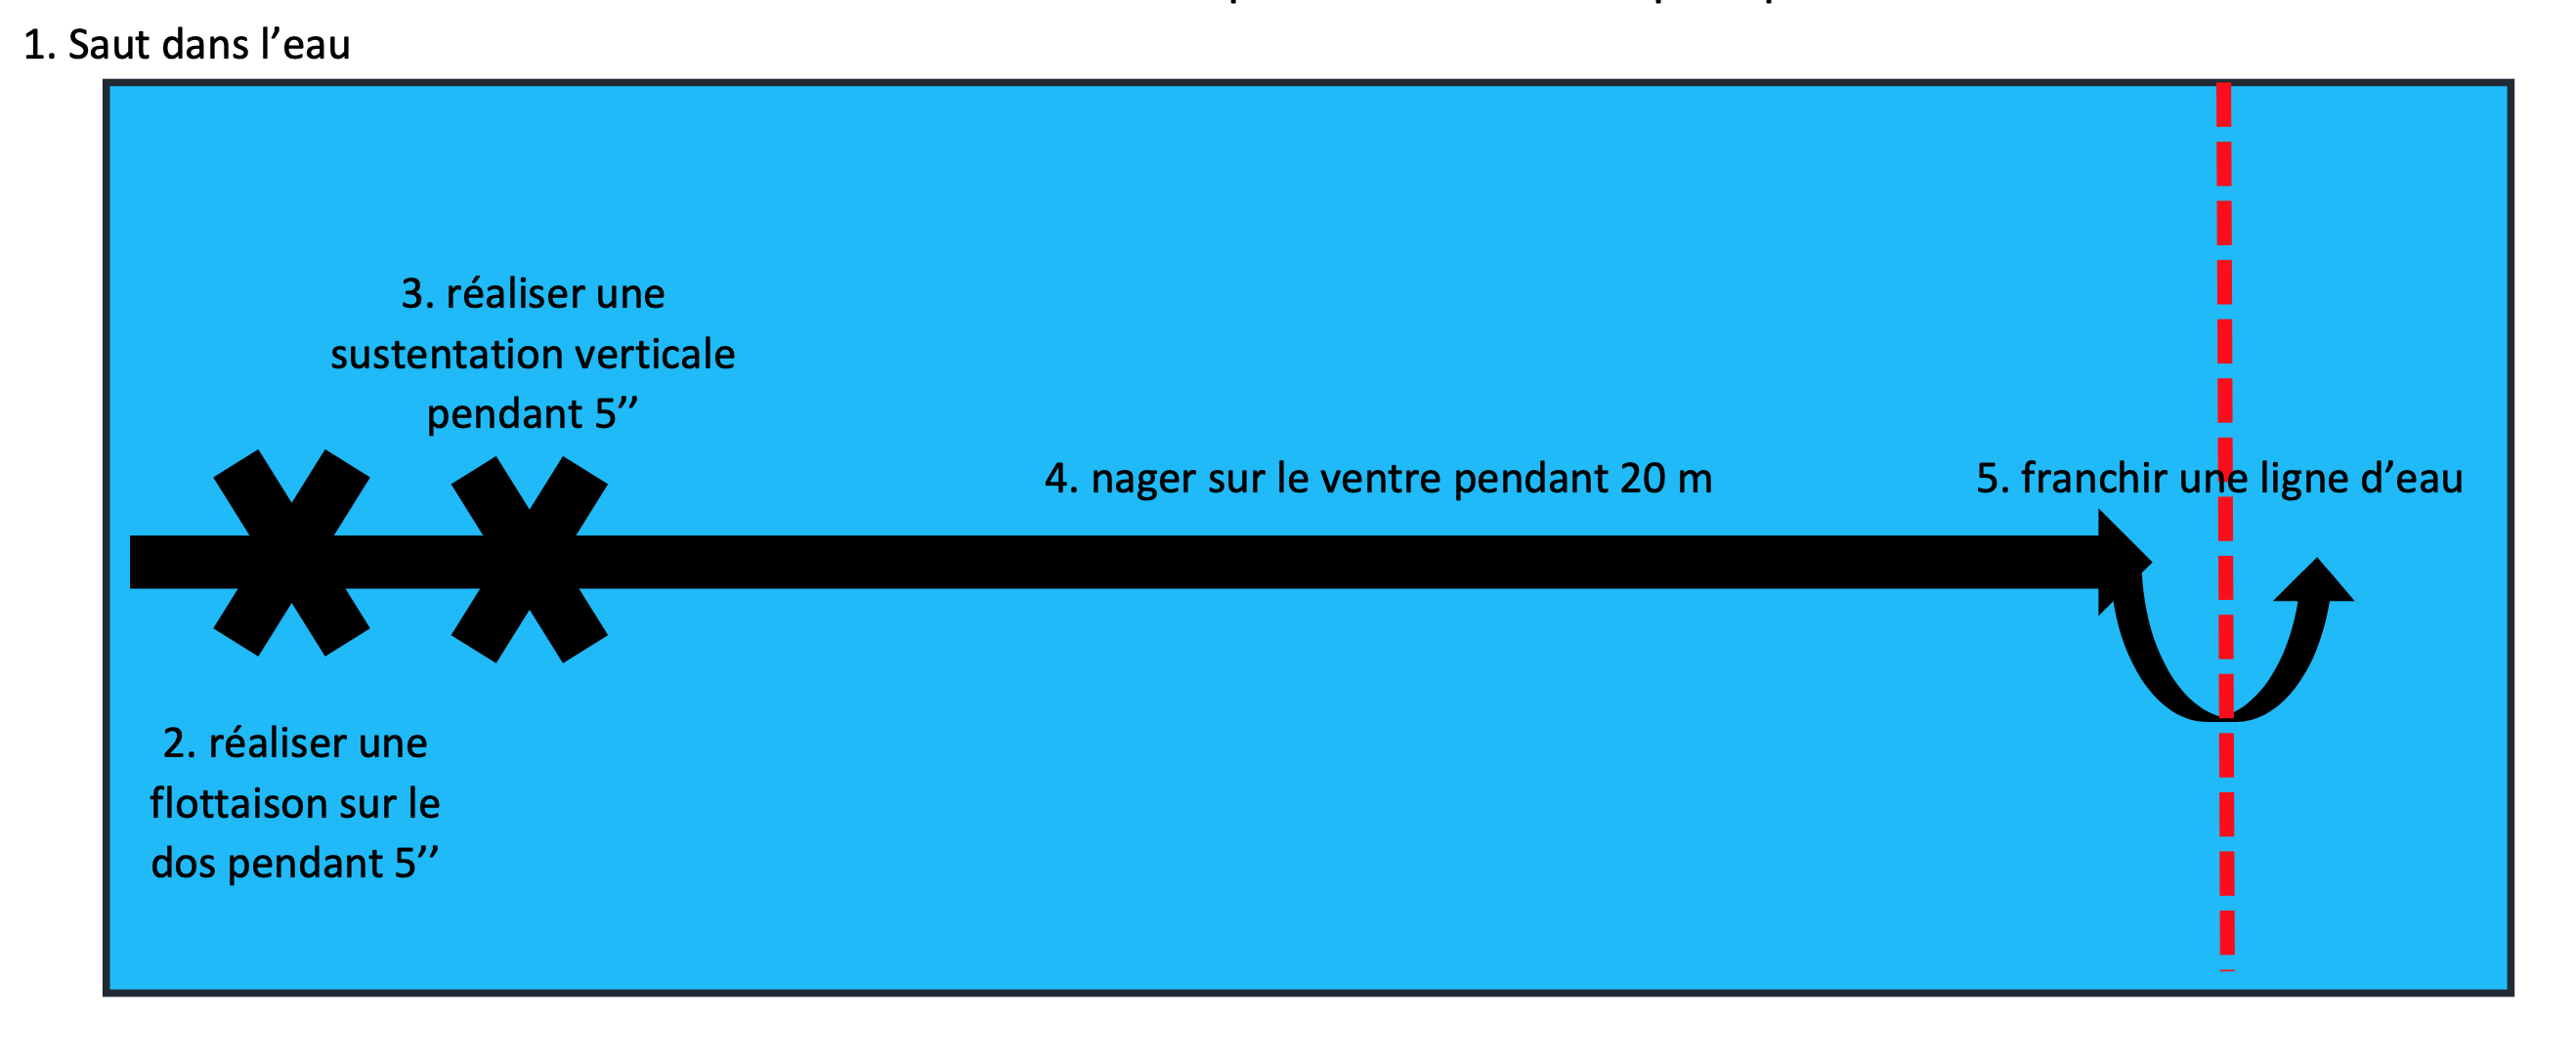 1. Saut dans l’eau
3. réaliser une
sustentation verticale
pendant 5’’
4. nager sur le ventre pendant 20 m
5. franchir une ligne d’eau
2. réaliser une
flottaison sur le
dos pendant 5’’